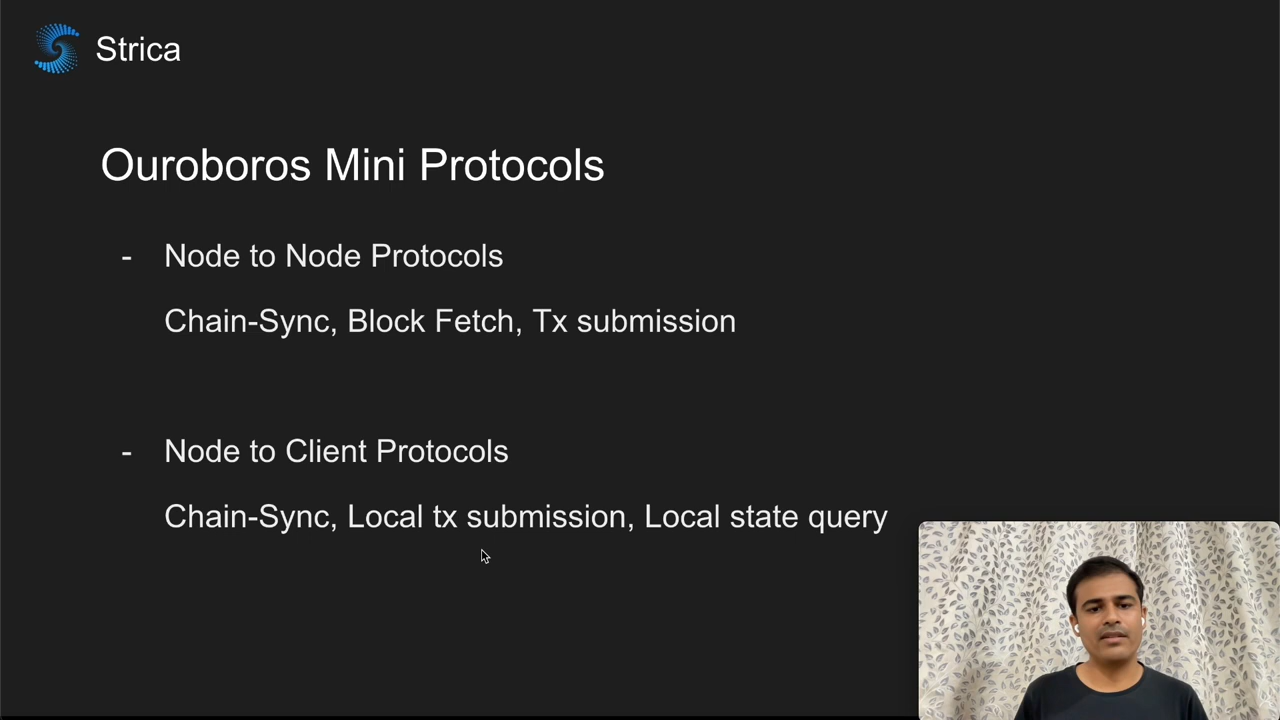 Strica
Ouroboros Mini Protocols
- Node to Node Protocols
Chain-Sync, Block Fetch, Tx submission
- Node to Client Protocols
Chain-Sync, Local tx submission, Local state query